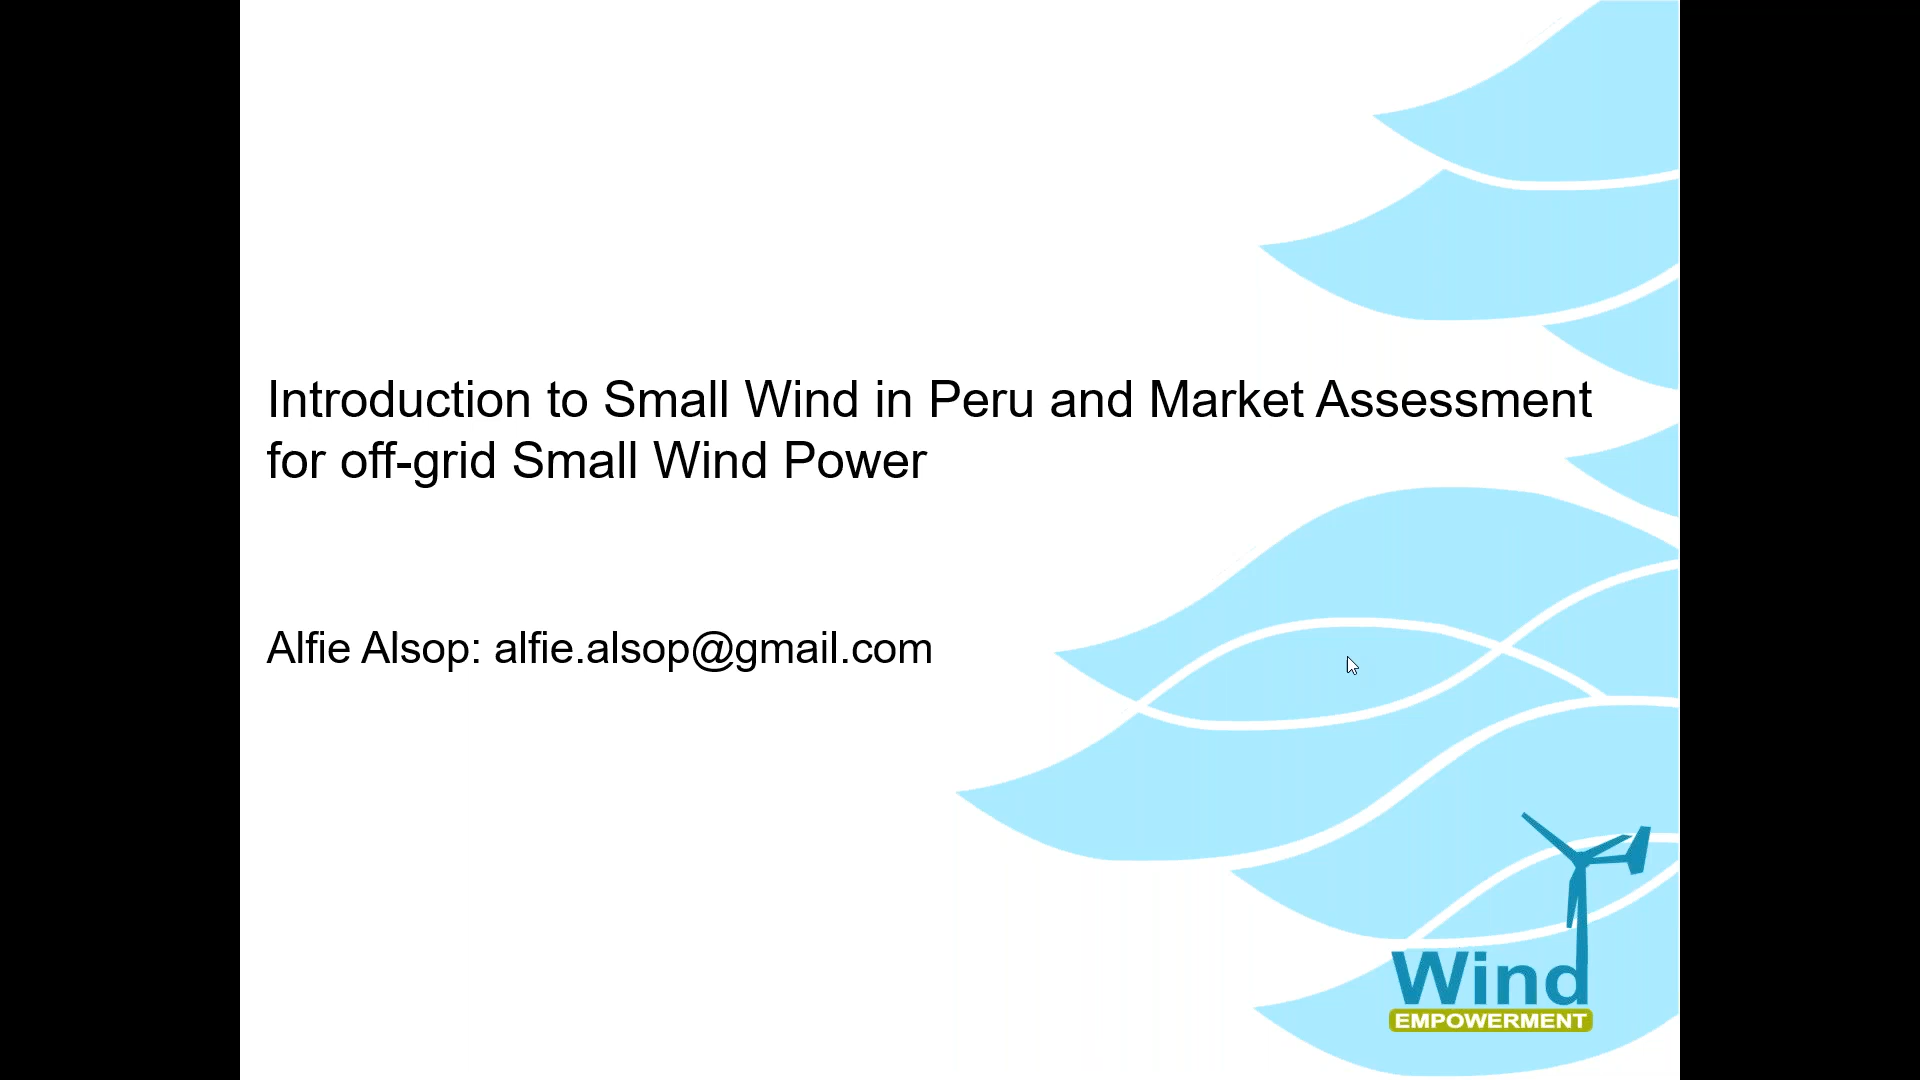 Introduction to Small Wind in Peru and Market Assessment
for off-grid Small Wind Power
Alfie Alsop: alfie.alsop@gmail.com
Wind
EMPOWERMENT